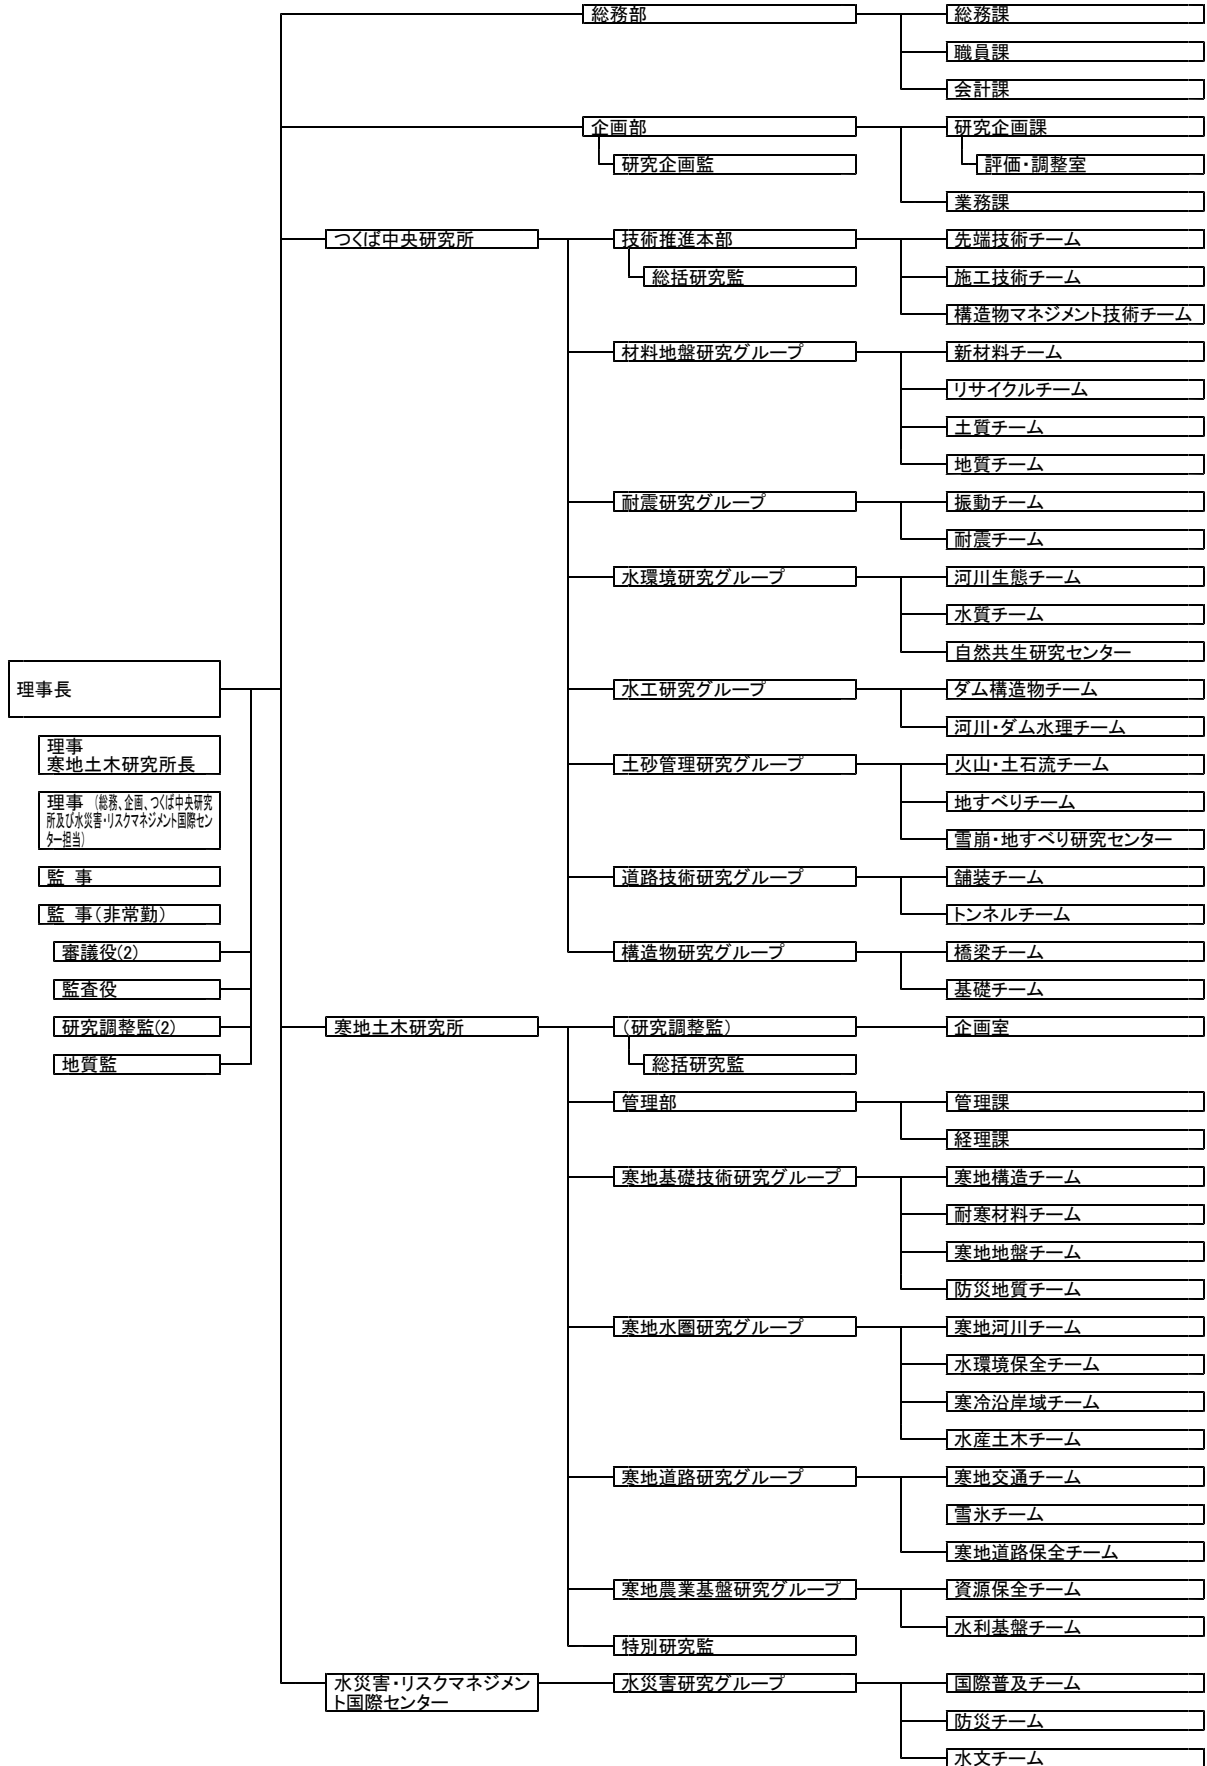 総務部
総務課
職員課
会計課
企画部
研究企画課
研究企画監
評価・調整室
業務課
つくば中央研究所
技術推進本部
先端技術チーム
総括研究監
施工技術チーム
構造物マネジメント技術チーム
材料地盤研究グループ
新材料チーム
リサイクルチーム
土質チーム
地質チーム
耐震研究グループ
振動チーム
耐震チーム
水環境研究グループ
河川生態チーム
水質チーム
自然共生研究センター
理事長
水工研究グループ
ダム構造物チーム
河川・ダム水理チーム
理事
寒地土木研究所長
土砂管理研究グループ
火山・土石流チーム
理事 (総務、企画、つくば中央研究
所及び水災害・リスクマネジメント国際セン
ター担当)
地すべりチーム
雪崩・地すべり研究センター
監 事
道路技術研究グループ
舗装チーム
監 事(非常勤)
トンネルチーム
審議役(2)
構造物研究グループ
橋梁チーム
監査役
基礎チーム
研究調整監(2)
寒地土木研究所
(研究調整監)
企画室
地質監
総括研究監
管理部
管理課
経理課
寒地基礎技術研究グループ
寒地構造チーム
耐寒材料チーム
寒地地盤チーム
防災地質チーム
寒地水圏研究グループ
寒地河川チーム
水環境保全チーム
寒冷沿岸域チーム
水産土木チーム
寒地道路研究グループ
寒地交通チーム
雪氷チーム
寒地道路保全チーム
寒地農業基盤研究グループ
資源保全チーム
水利基盤チーム
特別研究監
水災害・リスクマネジメン
ト国際センター
水災害研究グループ
国際普及チーム
防災チーム
水文チーム